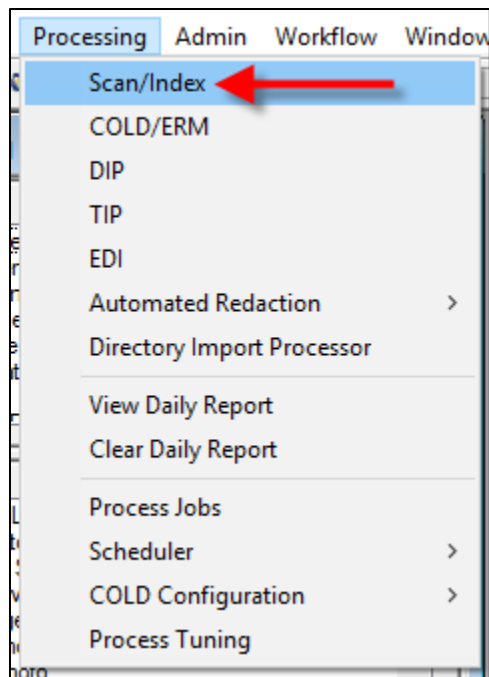 Processing Admin Workflow Window
Scan/Index
COLD/ERM
DIP
TIP
EDI
Automated Redaction
Directory Import Processor
View Daily Report
Clear Daily Report
Process Jobs
Scheduler
COLD Configuration
Process Tuning